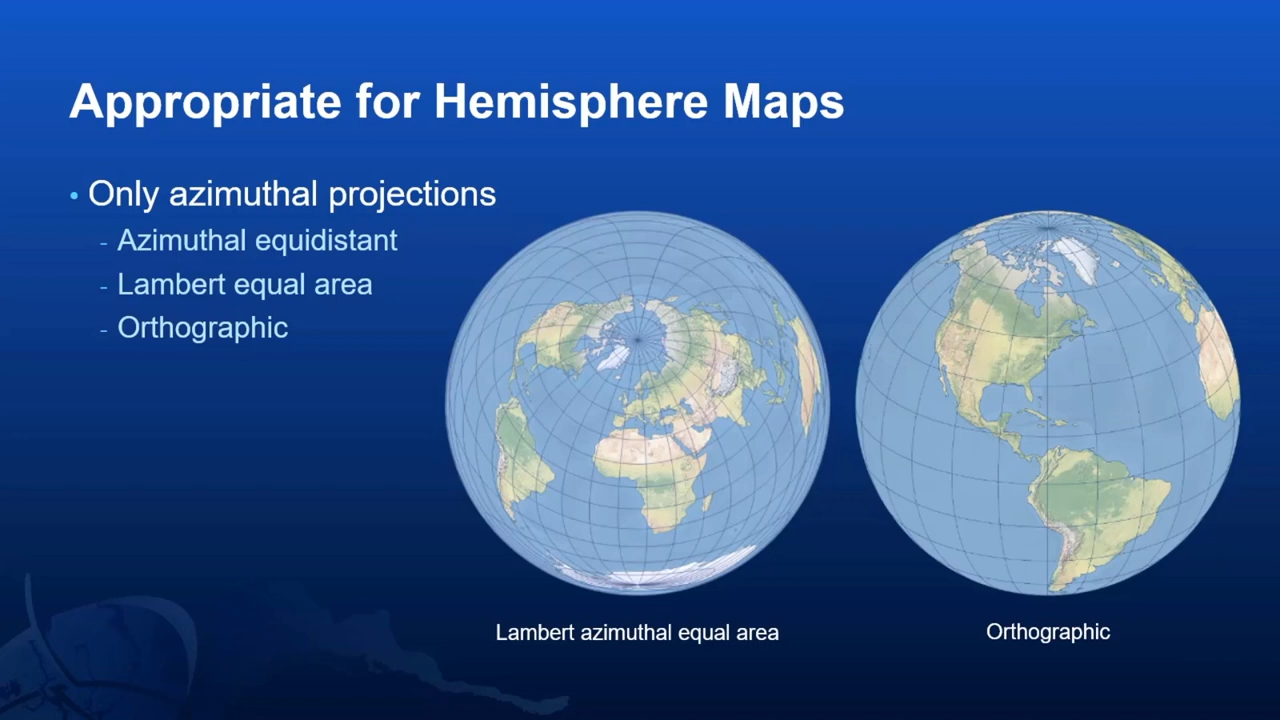 Appropriate for Hemisphere Maps
• Only azimuthal projections
- Azimuthal equidistant
- Lambert equal area
- Orthographic
Lambert azimuthal equal area
Orthographic